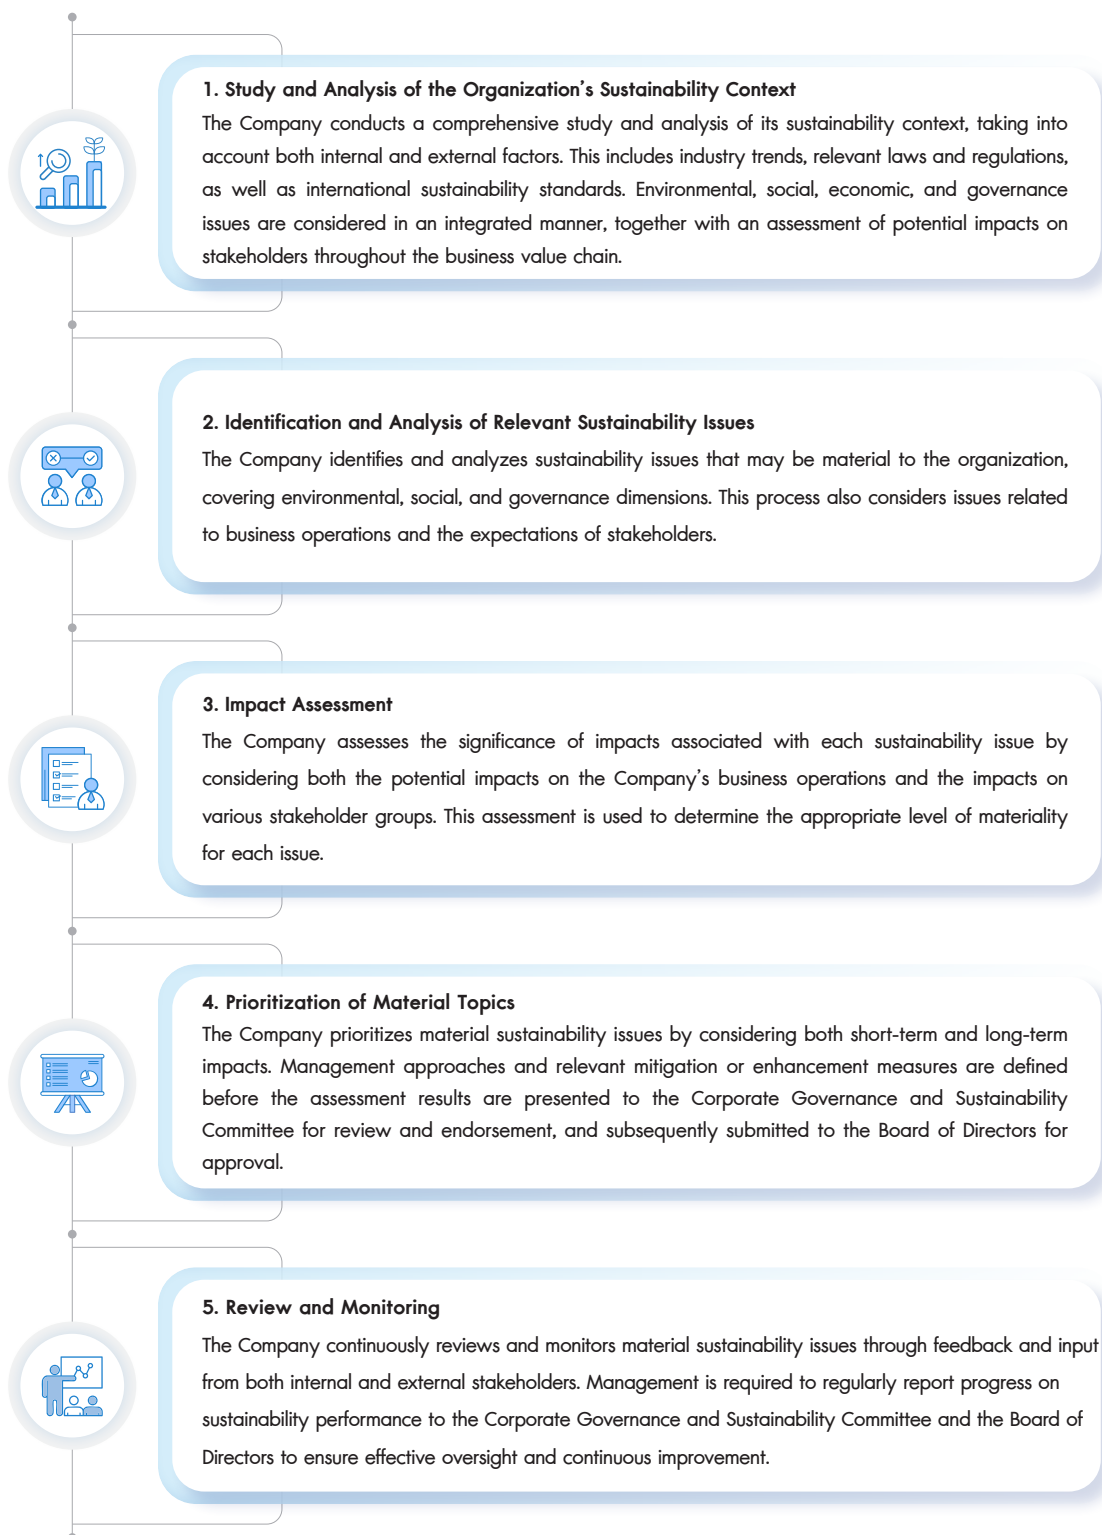 1. Study and Analysis of the Organization's Sustainability Context
The Company conducts a comprehensive study and analysis of its sustainability context, taking into
account both internal and external factors. This includes industry trends, relevant laws and regulations,
as well as international sustainability standards. Environmental, social, economic, and governance
issues are considered in an integrated manner, together with an assessment of potential impacts on
stakeholders throughout the business value chain.
2. Identification and Analysis of Relevant Sustainability Issues
The Company identifies and analyzes sustainability issues that may be material to the organization,
covering environmental, social, and governance dimensions. This process also considers issues related
to business operations and the expectations of stakeholders.
3. Impact Assessment
The Company assesses the significance of impacts associated with each sustainability issue by
considering both the potential impacts on the Company's business operations and the impacts on
various stakeholder groups. This assessment is used to determine the appropriate level of materiality
for each issue.
4. Prioritization of Material Topics
The Company prioritizes material sustainability issues by considering both short-term and long-term
impacts. Management approaches and relevant mitigation or enhancement measures are defined
before the assessment results are presented to the Corporate Governance and Sustainability
Committee for review and endorsement, and subsequently submitted to the Board of Directors for
approval.
5. Review and Monitoring
The Company continuously reviews and monitors material sustainability issues through feedback and input
from both internal and external stakeholders. Management is required to regularly report progress on
sustainability performance to the Corporate Governance and Sustainability Committee and the Board of
Directors to ensure effective oversight and continuous improvement.